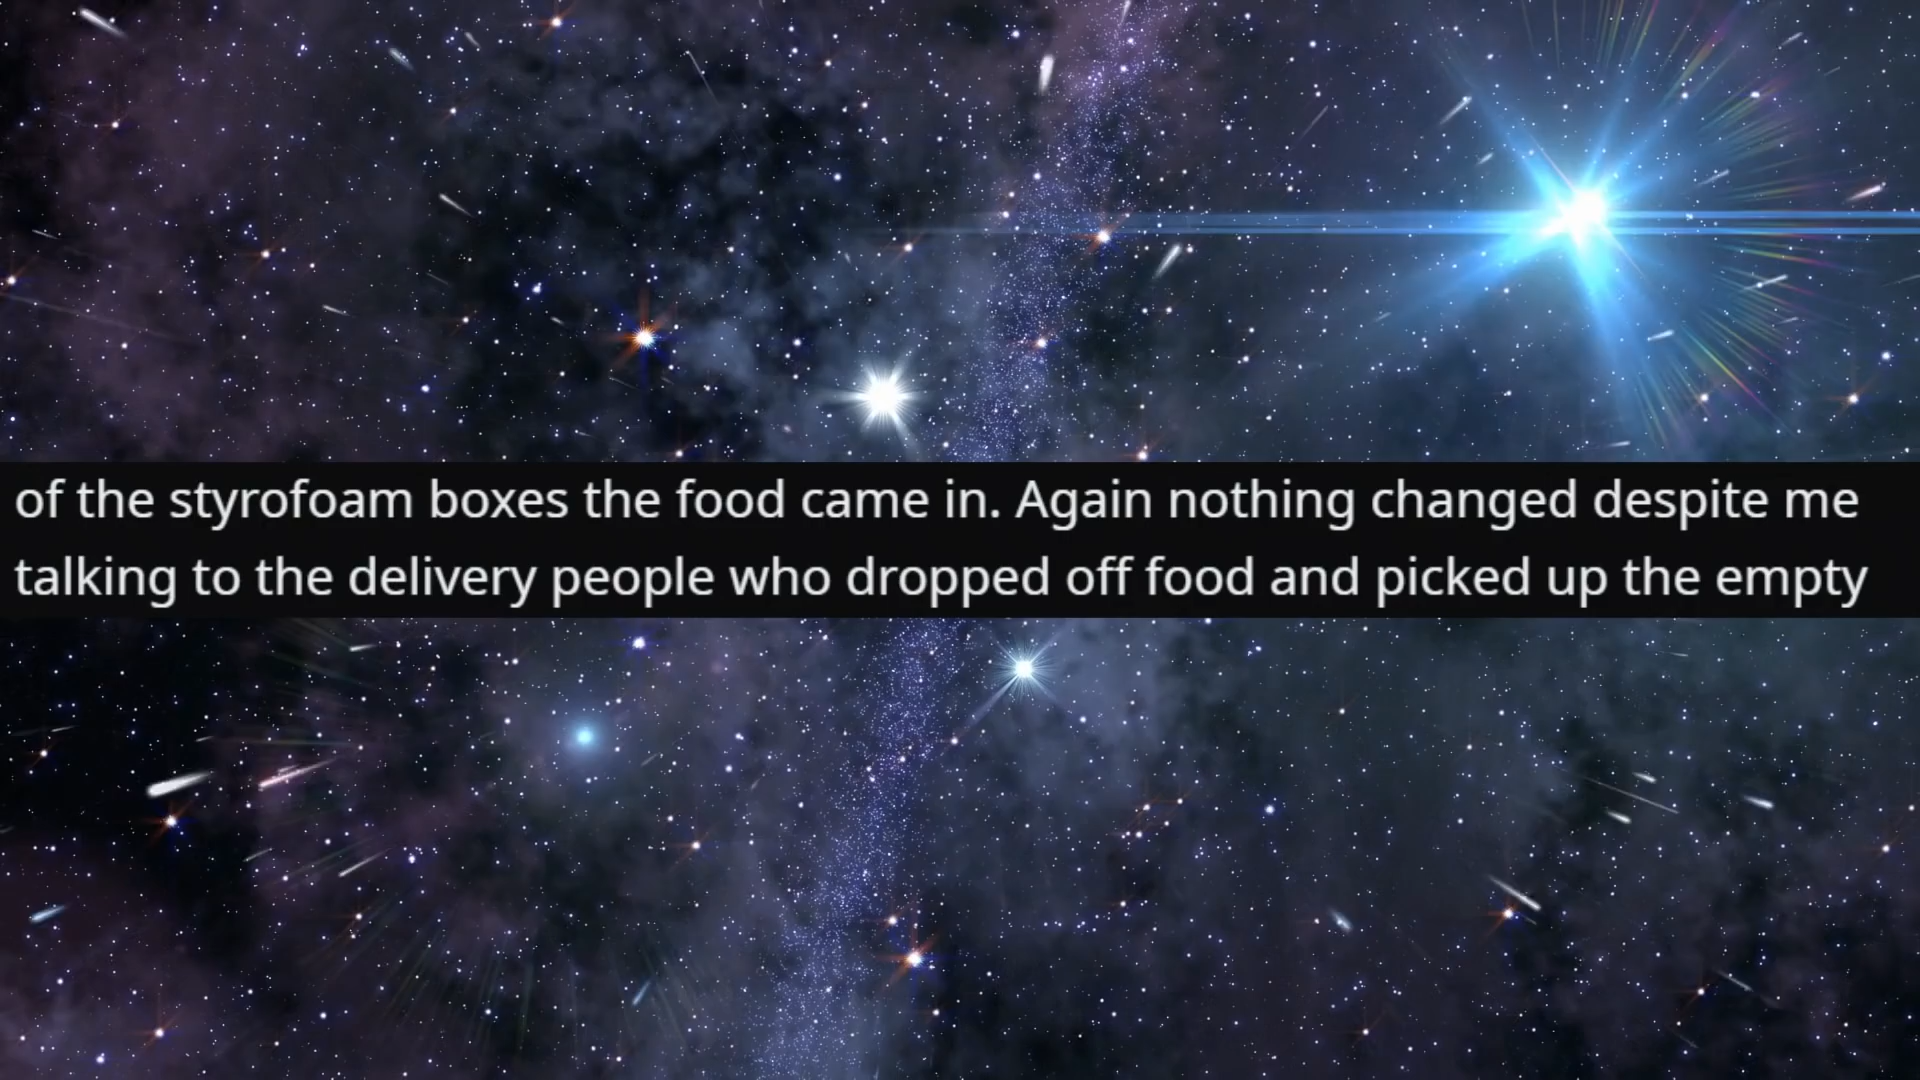 of the styrofoam boxes the food came in. Again nothing changed despite me
talking to the delivery people who dropped off food and picked up the empty